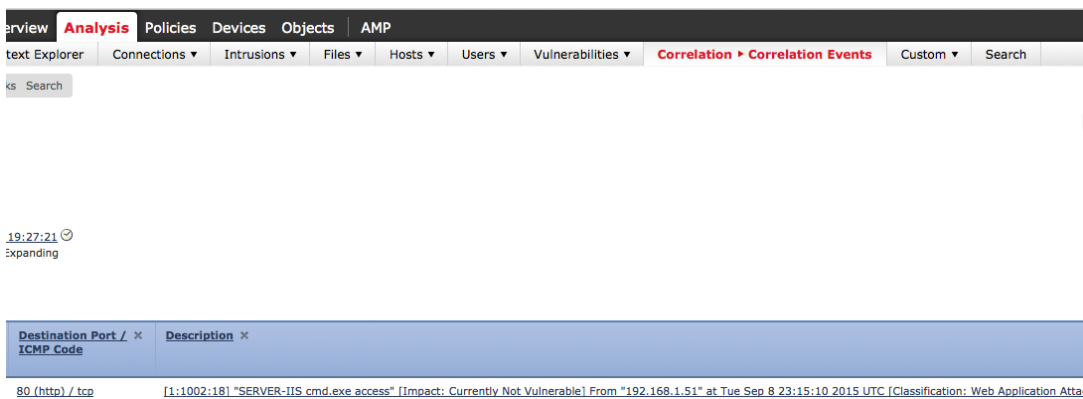 erview Analysis Policies Devices Objects AMP
text Explorer Connections ▾ Intrusions ▾ Files ▾ Hosts ▾ Users ▾ Vulnerabilities ▾ Correlation ▸ Correlation Events Custom ▾ Search
ks Search
19:27:21
Expanding
Destination Port / × Description ×
ICMP Code
80 (http) / tcp [1:1002:18] "SERVER-IIS cmd.exe access" [Impact: Currently Not Vulnerable] From "192.168.1.51" at Tue Sep 8 23:15:10 2015 UTC [Classification: Web Application Atta